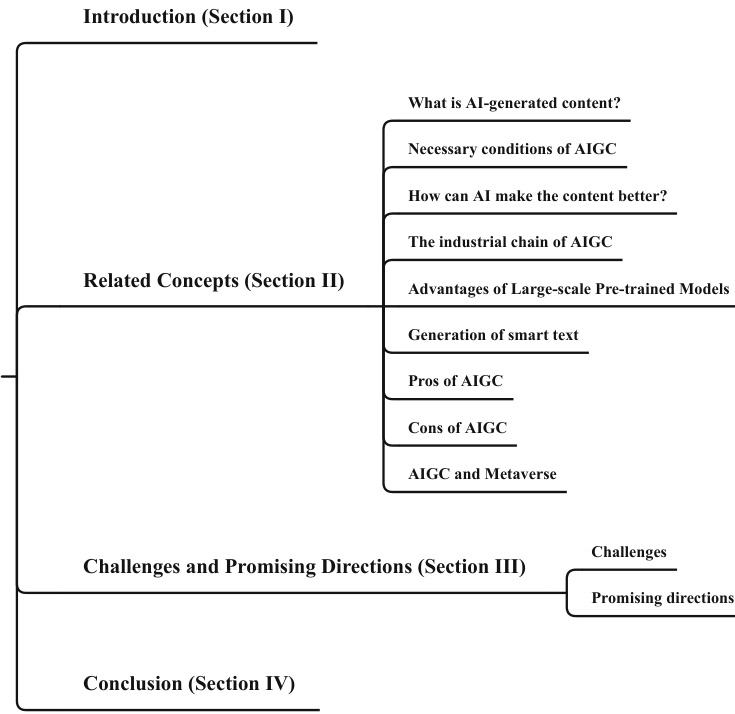 Introduction (Section I)
What is AI-generated content?
Necessary conditions of AIGC
How can AI make the content better?
The industrial chain of AIGC
Related Concepts (Section II)
Advantages of Large-scale Pre-trained Models
Generation of smart text
Pros of AIGC
Cons of AIGC
AIGC and Metaverse
Challenges and Promising Directions (Section III)
Challenges
Promising directions
Conclusion (Section IV)